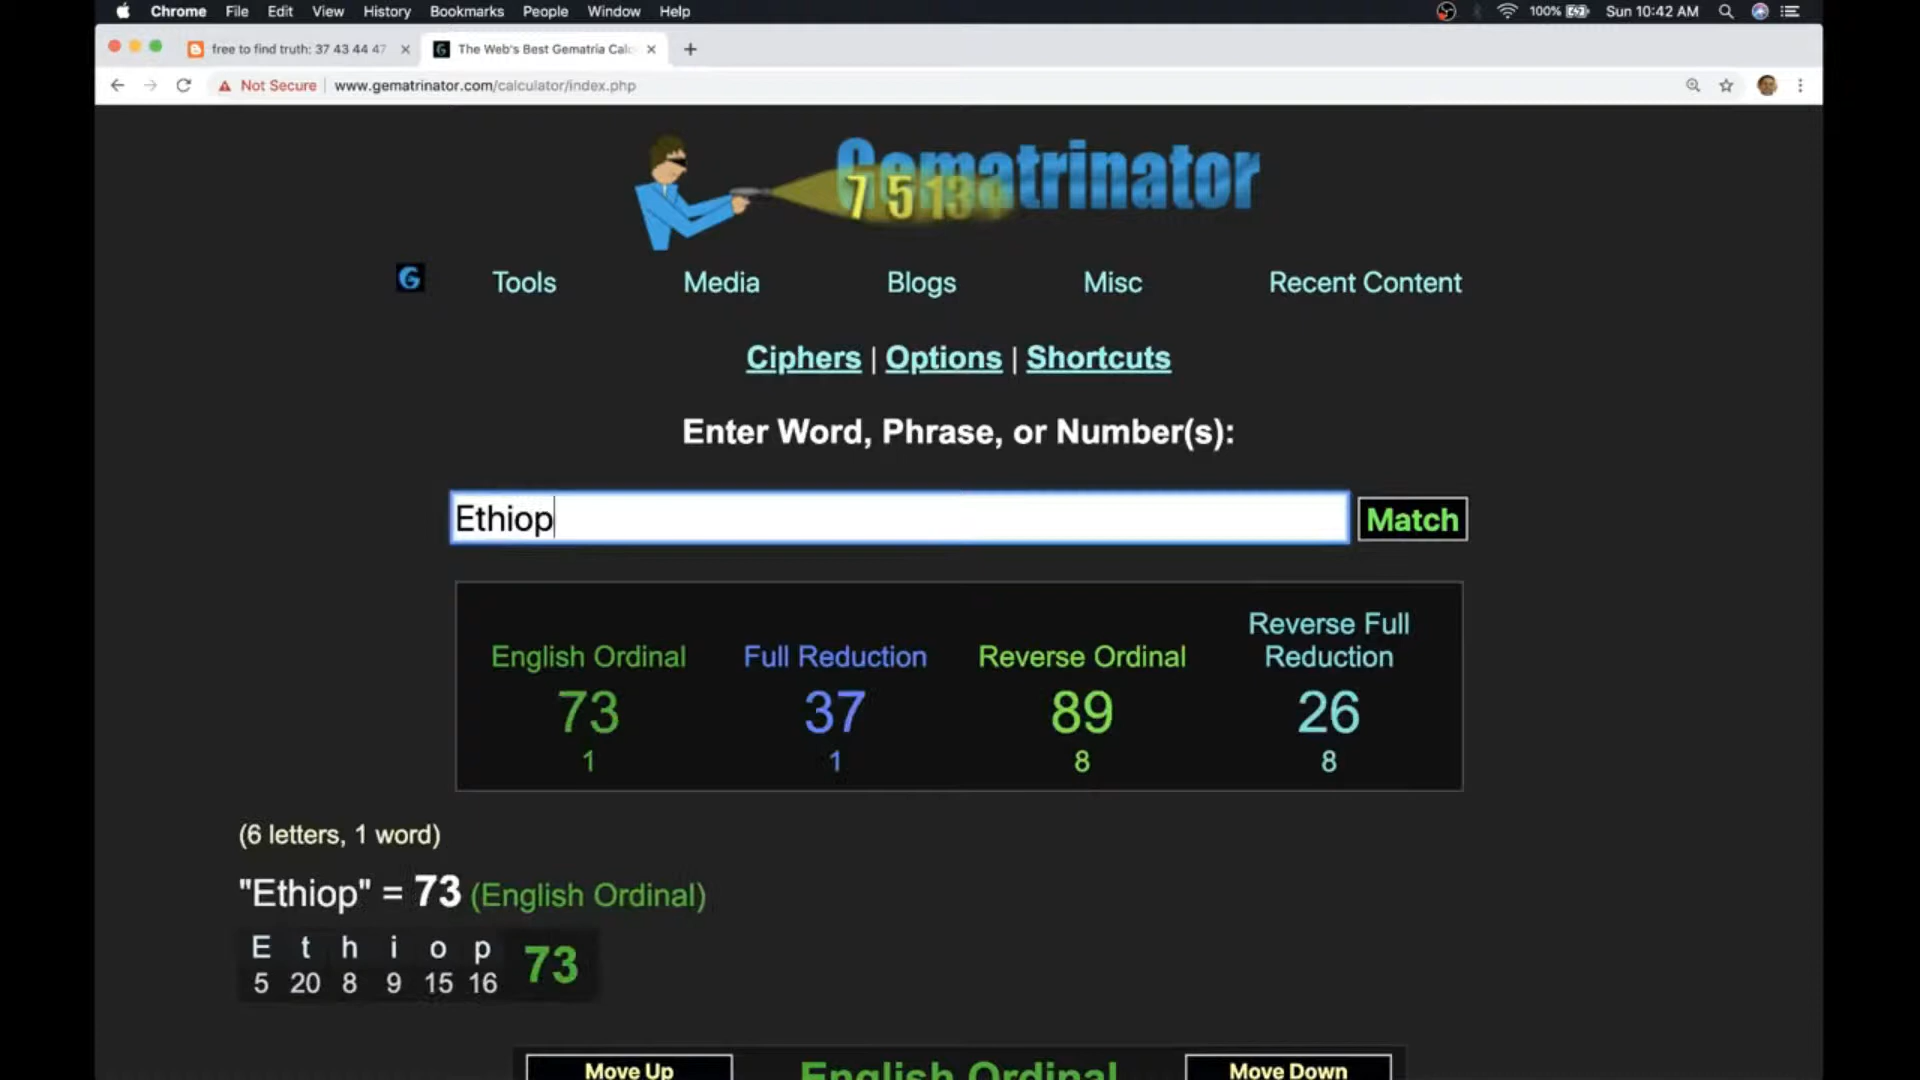 Chrome File Edit View History Bookmarks People Window Help 100% Sun 10:42 AM
free to find truth: 37 43 44 47 The Web's Best Gematria Calc
Not Secure www.gematrinator.com/calculator/index.php
Gematrinator
7 5 13
G Tools Media Blogs Misc Recent Content
Ciphers | Options | Shortcuts
Enter Word, Phrase, or Number(s):
Ethiop Match
English Ordinal Full Reduction Reverse Ordinal Reverse Full Reduction
73 37 89 26
1 1 8 8
(6 letters, 1 word)
"Ethiop" = 73 (English Ordinal)
E t h i o p 73
5 20 8 9 15 16
Move Up English Ordinal Move Down